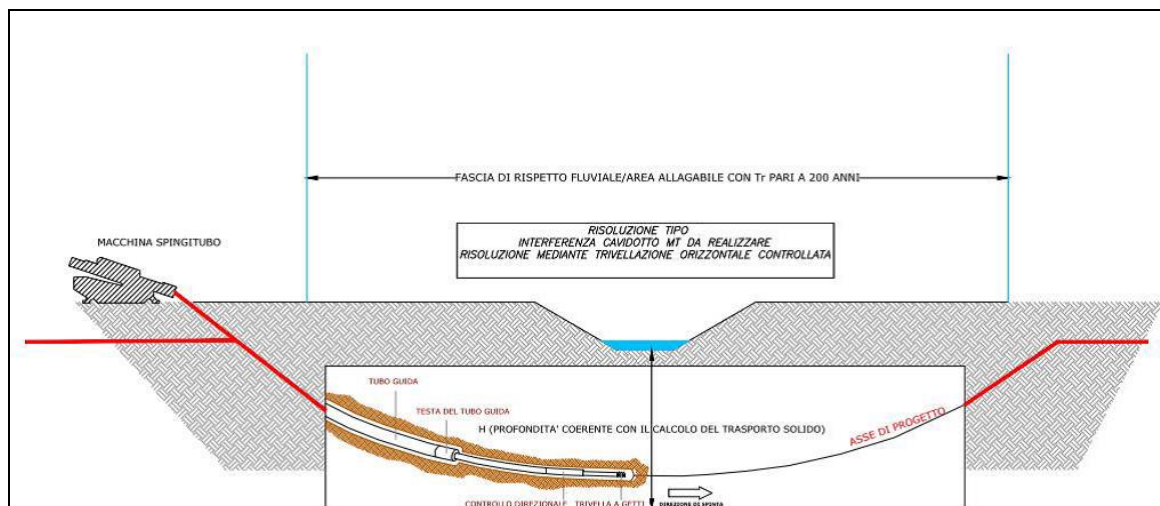 FASCIA DI RISPETTO FLUVIALE/AREA ALLAGABILE CON Tr PARI A 200 ANNI
RISOLUZIONE TIPO
INTERFERENZA CAVIDOTTO MT DA REALIZZARE
RISOLUZIONE MEDIANTE TRIVELLAZIONE ORIZZONTALE CONTROLLATA
MACCHINA SPINGITUBO
TUBO GUIDA
TESTA DEL TUBO GUIDA
H (PROFONDITA' COERENTE CON IL CALCOLO DEL TRASPORTO SOLIDO)
ASSE DI PROGETTO
CONTROLLO DIREZIONALE
TRIVELLA A GETTI
DIREZIONE DI SPINTA